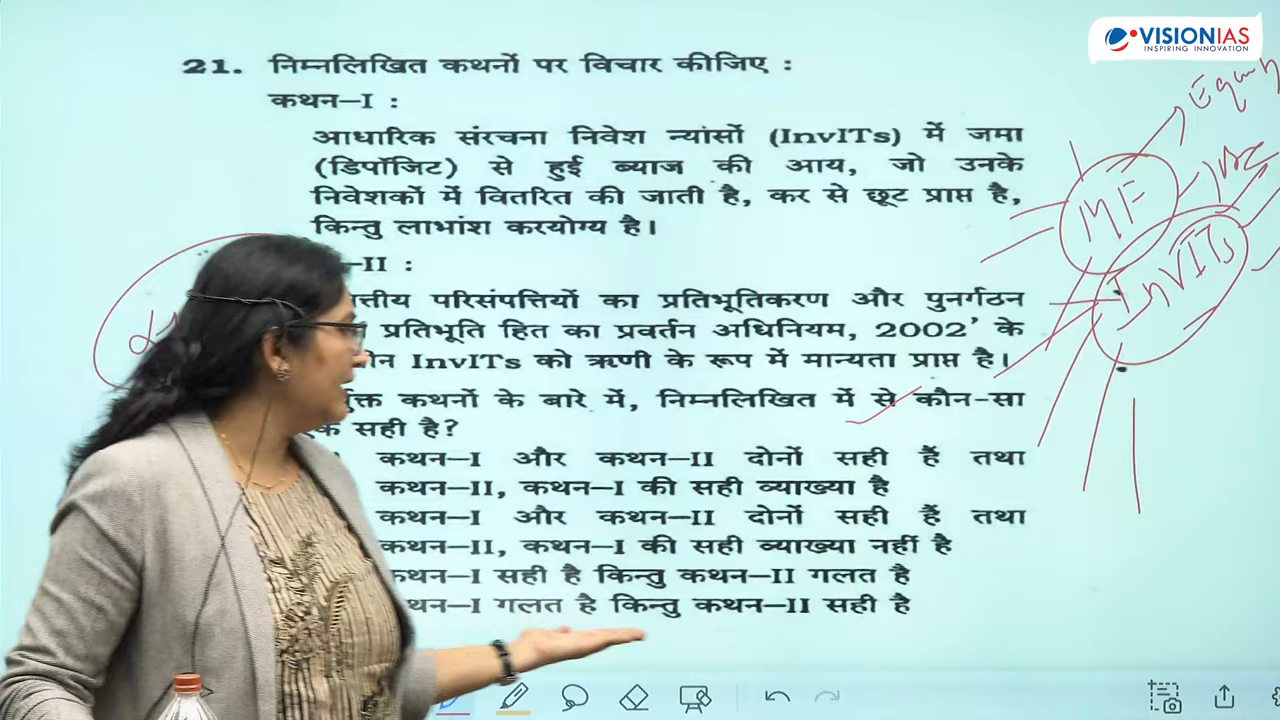 VISIONIAS
INSPIRING INNOVATION
21. निम्नलिखित कथनों पर विचार कीजिए :
कथन–I :
आधारिक संरचना निवेश न्यासों (InvITs) में जमा
(डिपॉजिट) से हुई ब्याज की आय, जो उनके
निवेशकों में वितरित की जाती है, कर से छूट प्राप्त है,
किन्तु लाभांश करयोग्य है।
–II :
परिसंपत्तियों का प्रतिभूतिकरण और पुनर्गठन
प्रतिभूति हित का प्रवर्तन अधिनियम, 2002’ के
InvITs को ऋणी के रूप में मान्यता प्राप्त है।
कथनों के बारे में, निम्नलिखित में से कौन-सा
सही है?
कथन–I और कथन–II दोनों सही हैं तथा
कथन–II, कथन–I की सही व्याख्या है
कथन–I और कथन–II दोनों सही हैं तथा
कथन–II, कथन–I की सही व्याख्या नहीं है
कथन–I सही है किन्तु कथन–II गलत है
–I गलत है किन्तु कथन–II सही है
MF
InVITs